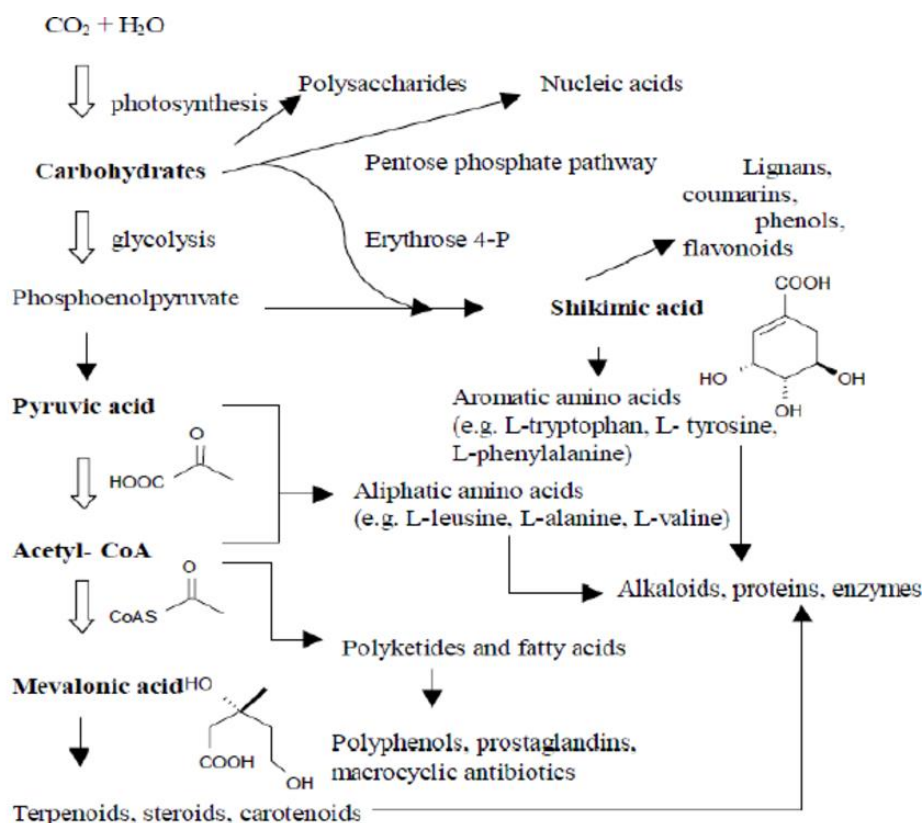 CO2 + H2O
photosynthesis
Polysaccharides
Nucleic acids
Carbohydrates
Pentose phosphate pathway
Lignans,
coumarins,
phenols,
flavonoids
glycolysis
Erythrose 4-P
Phosphoenolpyruvate
Shikimic acid
COOH
HO
OH
OH
Pyruvic acid
O
HOOC
Aromatic amino acids
(e.g. L-tryptophan, L- tyrosine,
L-phenylalanine)
Aliphatic amino acids
(e.g. L-leusine, L-alanine, L-valine)
Acetyl- CoA
O
CoAS
Alkaloids, proteins, enzymes
Polyketides and fatty acids
Mevalonic acid
HO
COOH
OH
Polyphenols, prostaglandins,
macrocyclic antibiotics
Terpenoids, steroids, carotenoids